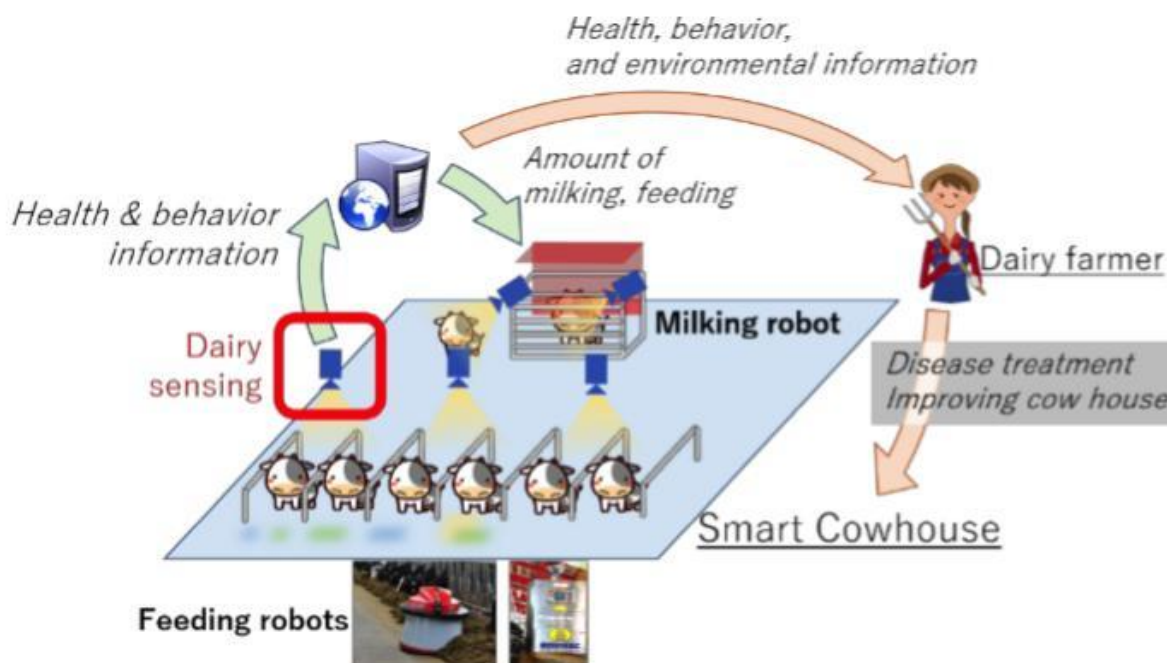 Health, behavior,
and environmental information
Amount of
milking, feeding
Health & behavior
information
Dairy farmer
Milking robot
Dairy
sensing
Disease treatment
Improving cow house
Smart Cowhouse
Feeding robots